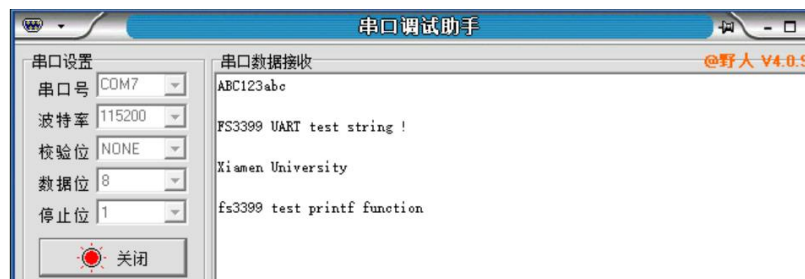 串口调试助手
串口设置
串口号 COM7
波特率 115200
校验位 NONE
数据位 8
停止位 1
关闭
串口数据接收
@野人 V4.0.9
ABC123abc
FS3399 UART test string !
Xiamen University
fs3399 test printf function